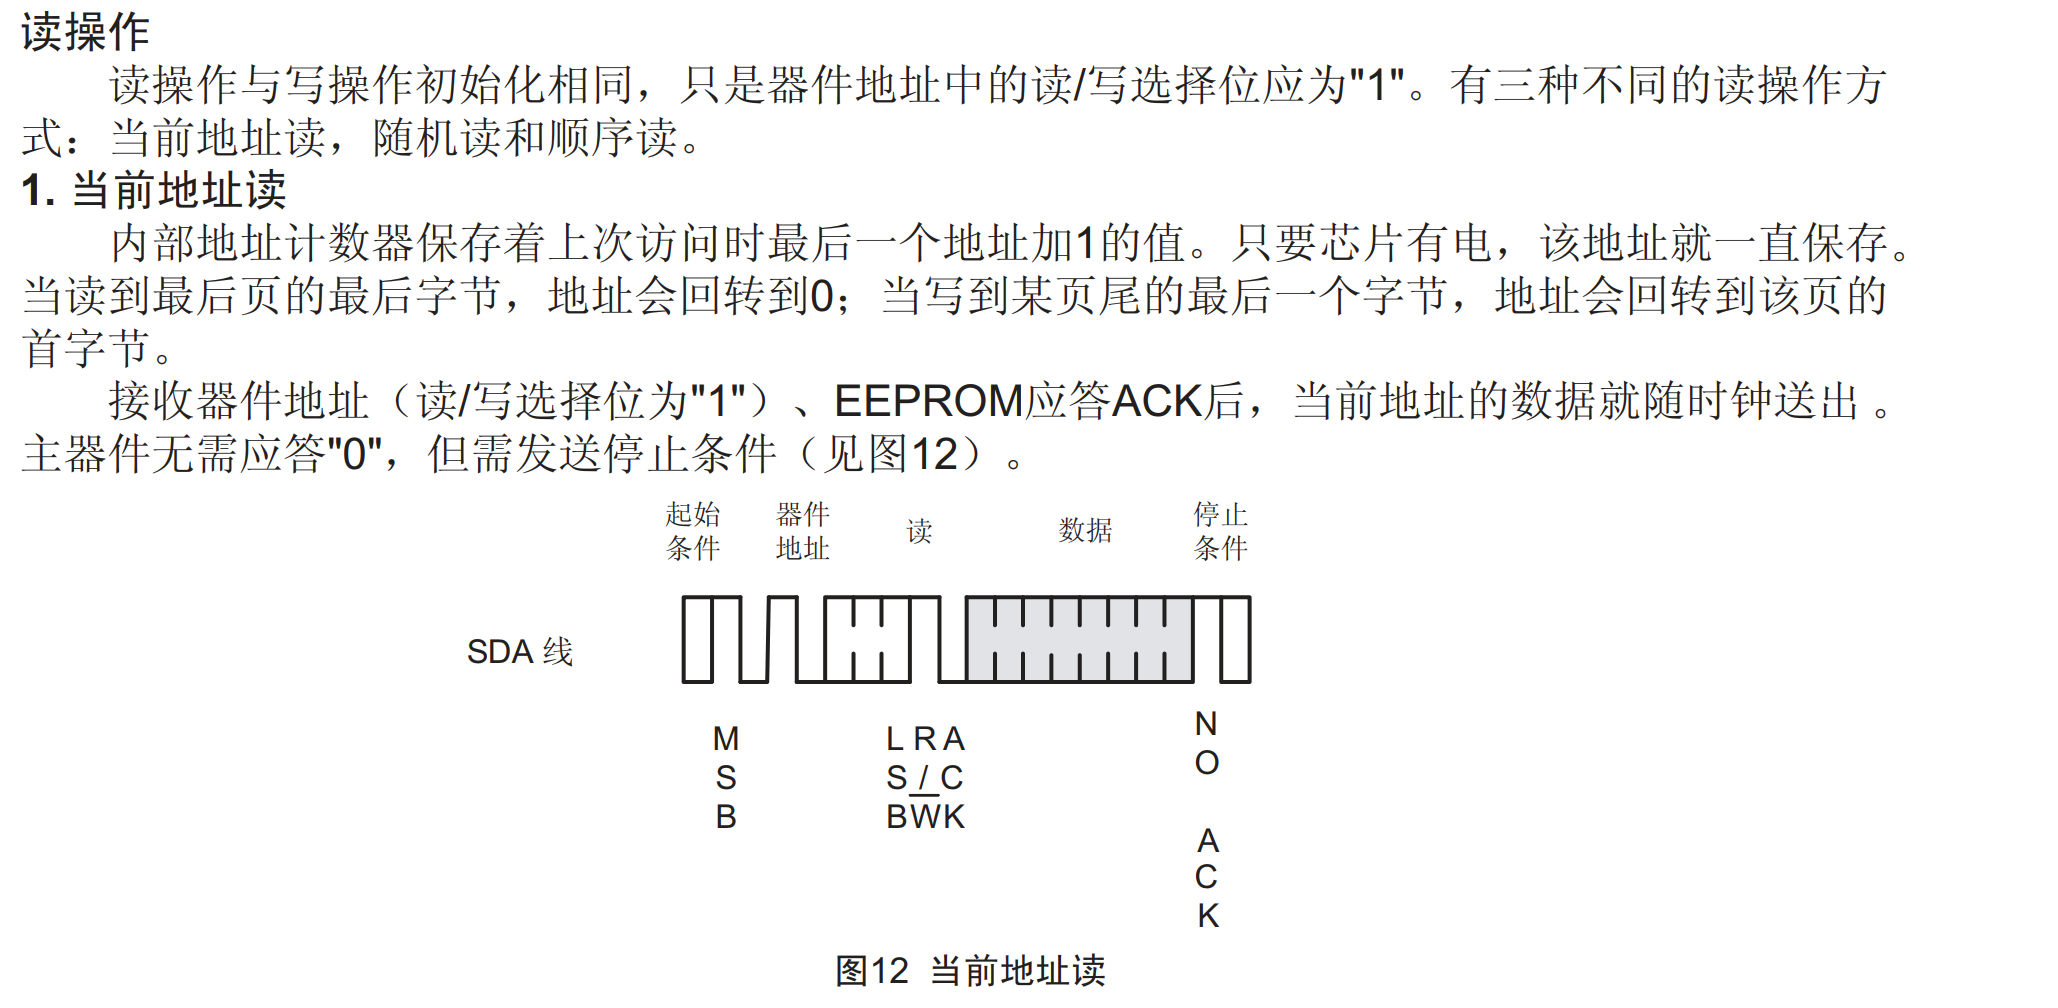 读操作
读操作与写操作初始化相同，只是器件地址中的读/写选择位应为"1"。有三种不同的读操作方
式：当前地址读，随机读和顺序读。
1. 当前地址读
内部地址计数器保存着上次访问时最后一个地址加1的值。只要芯片有电，该地址就一直保存。
当读到最后页的最后字节，地址会回转到0；当写到某页尾的最后一个字节，地址会回转到该页的
首字节。
接收器件地址（读/写选择位为"1"）、EEPROM应答ACK后，当前地址的数据就随时钟送出 。
主器件无需应答"0"，但需发送停止条件（见图12）。
起始
条件
器件
地址
读
数据
停止
条件
SDA 线
MSB
LSB
R/W
ACK
NO ACK
图12 当前地址读